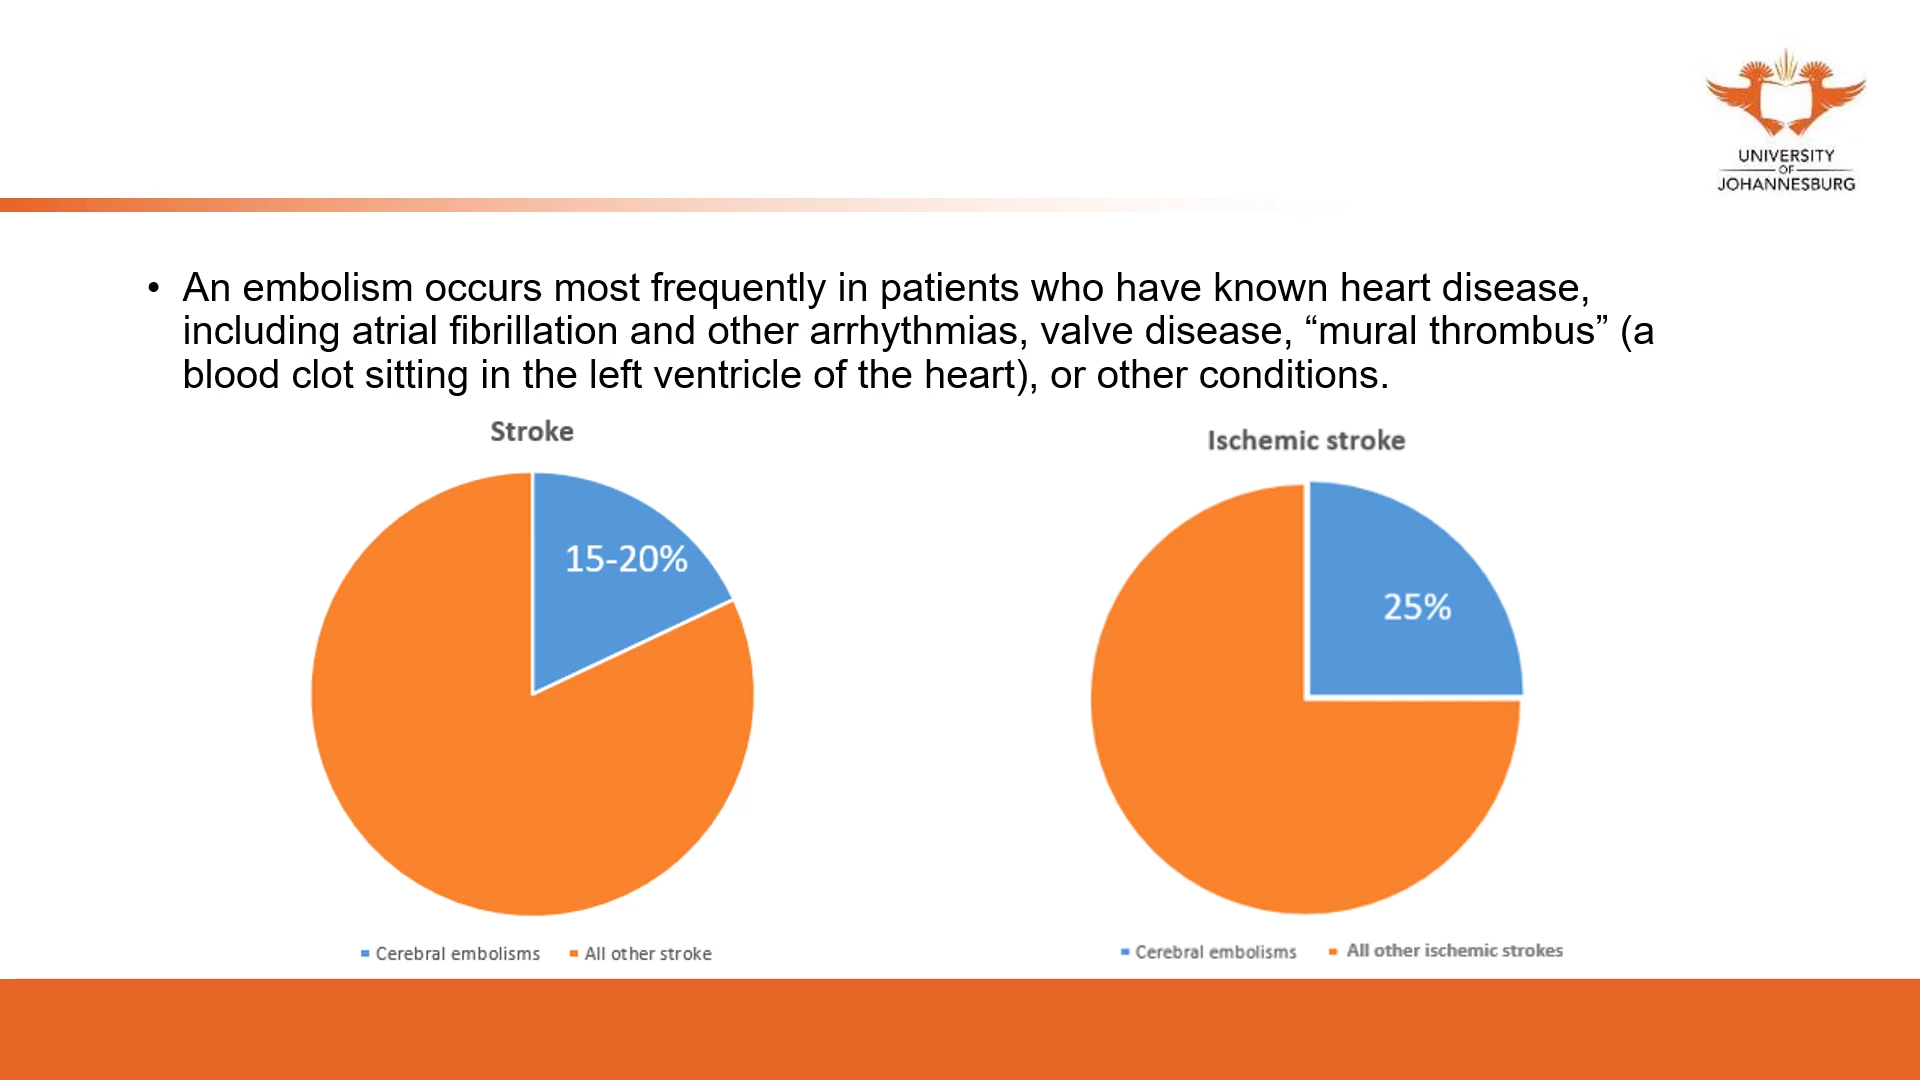 UNIVERSITY
OF
JOHANNESBURG
• An embolism occurs most frequently in patients who have known heart disease,
including atrial fibrillation and other arrhythmias, valve disease, “mural thrombus” (a
blood clot sitting in the left ventricle of the heart), or other conditions.
Stroke
15-20%
Cerebral embolisms All other stroke
Ischemic stroke
25%
Cerebral embolisms All other ischemic strokes